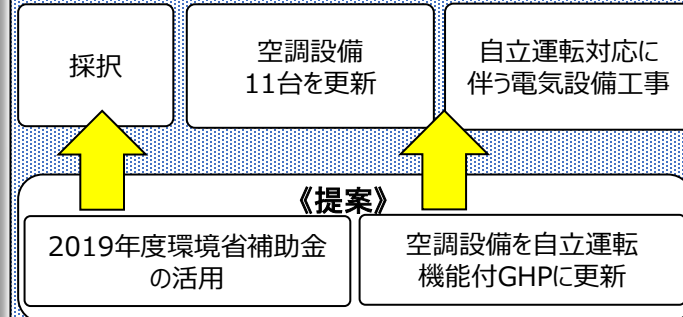 採択
空調設備
11台を更新
自立運転対応に
伴う電気設備工事
《提案》
2019年度環境省補助金
の活用
空調設備を自立運転
機能付GHPに更新